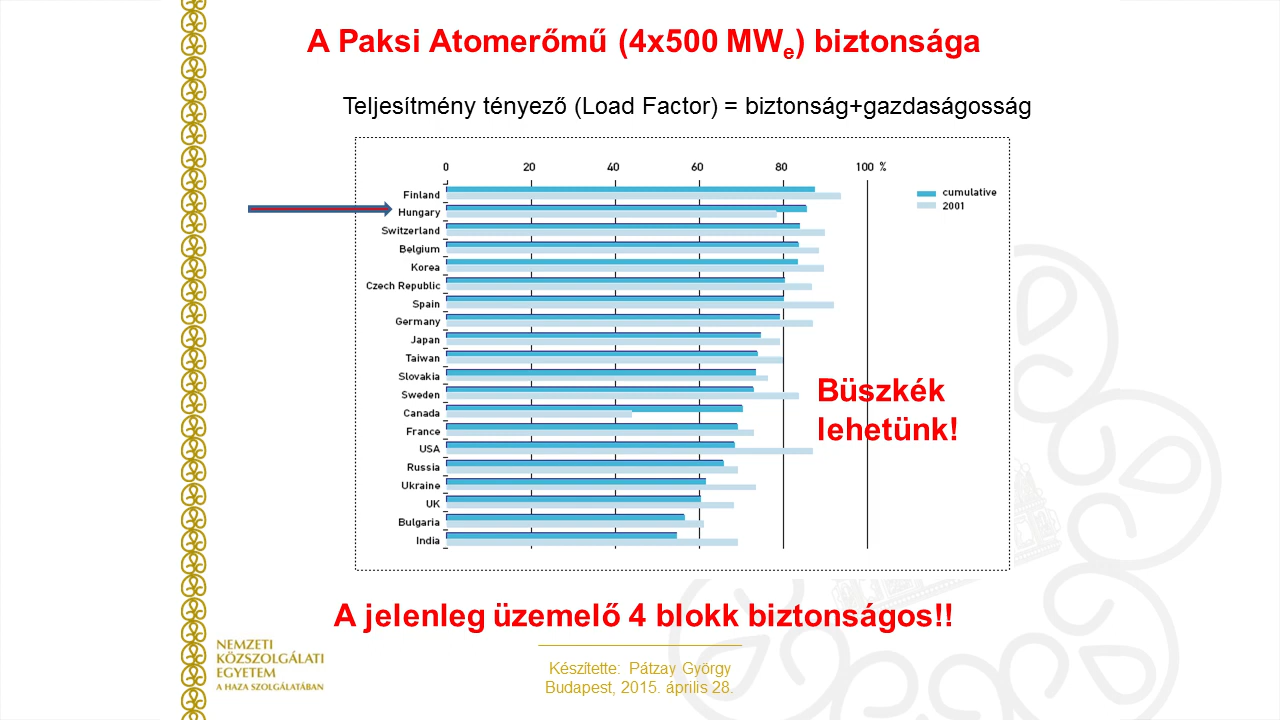 A Paksi Atomerőmű (4x500 MWe) biztonsága
Teljesítmény tényező (Load Factor) = biztonság+gazdaságosság
0 20 40 60 80 100 %
cumulative
2001
Finland
Hungary
Switzerland
Belgium
Korea
Czech Republic
Spain
Germany
Japan
Taiwan
Slovakia
Sweden
Canada
France
USA
Russia
Ukraine
UK
Bulgaria
India
Büszkék
lehetünk!
A jelenleg üzemelő 4 blokk biztonságos!!
NEMZETI
KÖZSZOLGÁLATI
EGYETEM
A HAZA SZOLGÁLATÁBAN
Készítette: Pátzay György
Budapest, 2015. április 28.